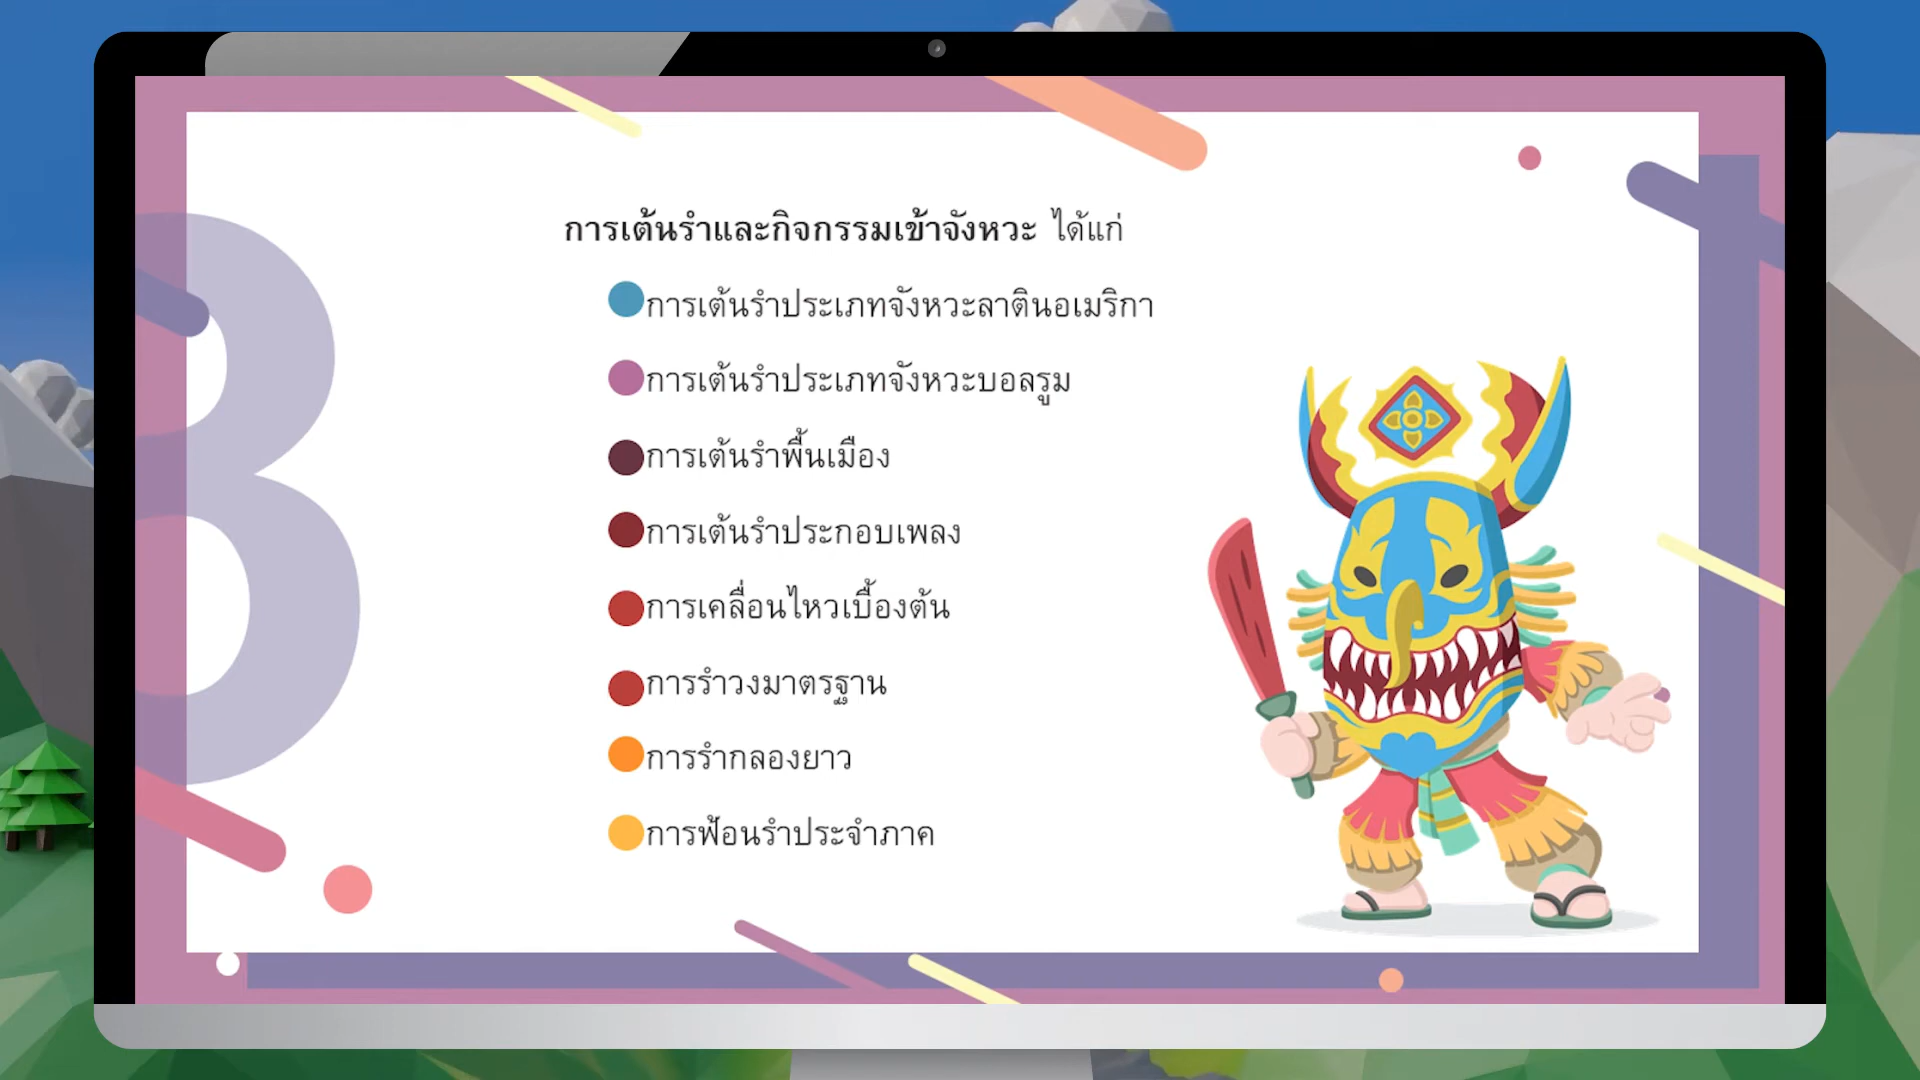 3
การเต้นรำและกิจกรรมเข้าจังหวะ ได้แก่
การเต้นรำประเภทจังหวะลาตินอเมริกา
การเต้นรำประเภทจังหวะบอลรูม
การเต้นรำพื้นเมือง
การเต้นรำประกอบเพลง
การเคลื่อนไหวเบื้องต้น
การรำวงมาตรฐาน
การรำกลองยาว
การฟ้อนรำประจำภาค